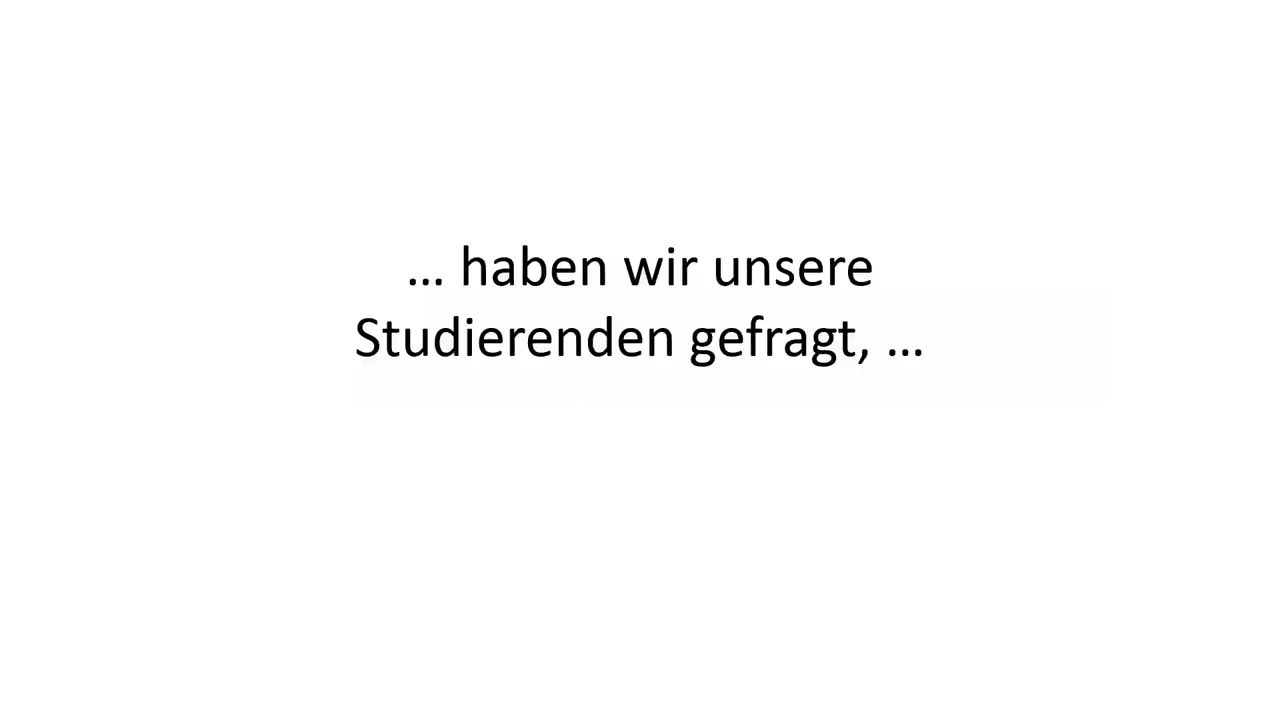 … haben wir unsere
Studierenden gefragt, …